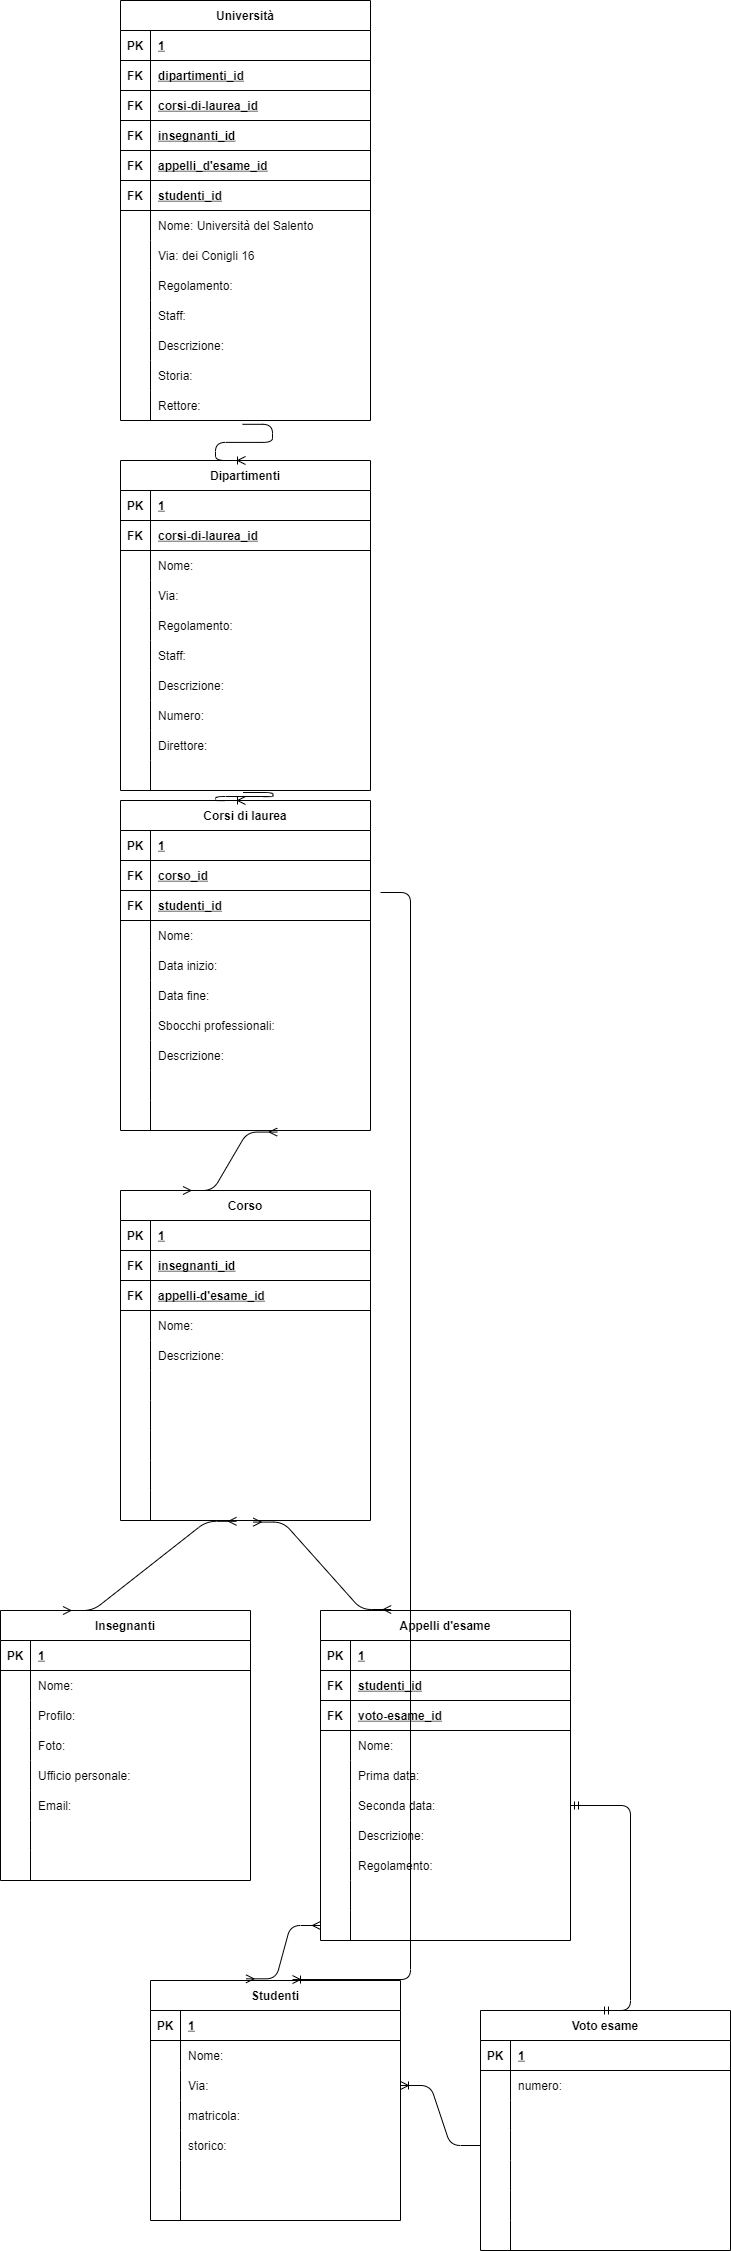 Università
PK 1
FK dipartimenti_id
FK corsi-di-laurea_id
FK insegnanti_id
FK appelli_d'esame_id
FK studenti_id
Nome: Università del Salento
Via: dei Conigli 16
Regolamento:
Staff:
Descrizione:
Storia:
Rettore:
Dipartimenti
PK 1
FK corsi-di-laurea_id
Nome:
Via:
Regolamento:
Staff:
Descrizione:
Numero:
Direttore:
Corsi di laurea
PK 1
FK corso_id
FK studenti_id
Nome:
Data inizio:
Data fine:
Sbocchi professionali:
Descrizione:
Corso
PK 1
FK insegnanti_id
FK appelli-d'esame_id
Nome:
Descrizione:
Insegnanti
PK 1
Nome:
Profilo:
Foto:
Ufficio personale:
Email:
Appelli d'esame
PK 1
FK studenti_id
FK voto-esame_id
Nome:
Prima data:
Seconda data:
Descrizione:
Regolamento:
Studenti
PK 1
Nome:
Via:
matricola:
storico:
Voto esame
PK 1
numero: